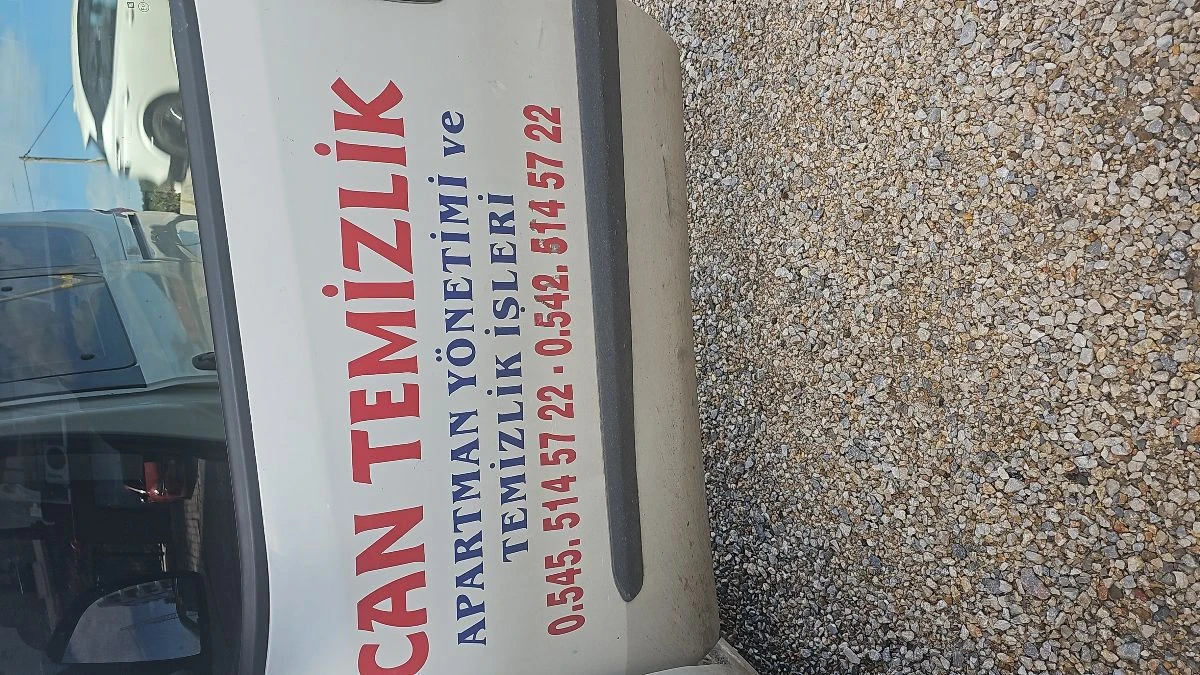 CAN TEMİZLİK
APARTMAN YÖNETİMİ ve
TEMİZLİK İŞLERİ
0.545. 514 57 22 - 0.542. 514 57 22